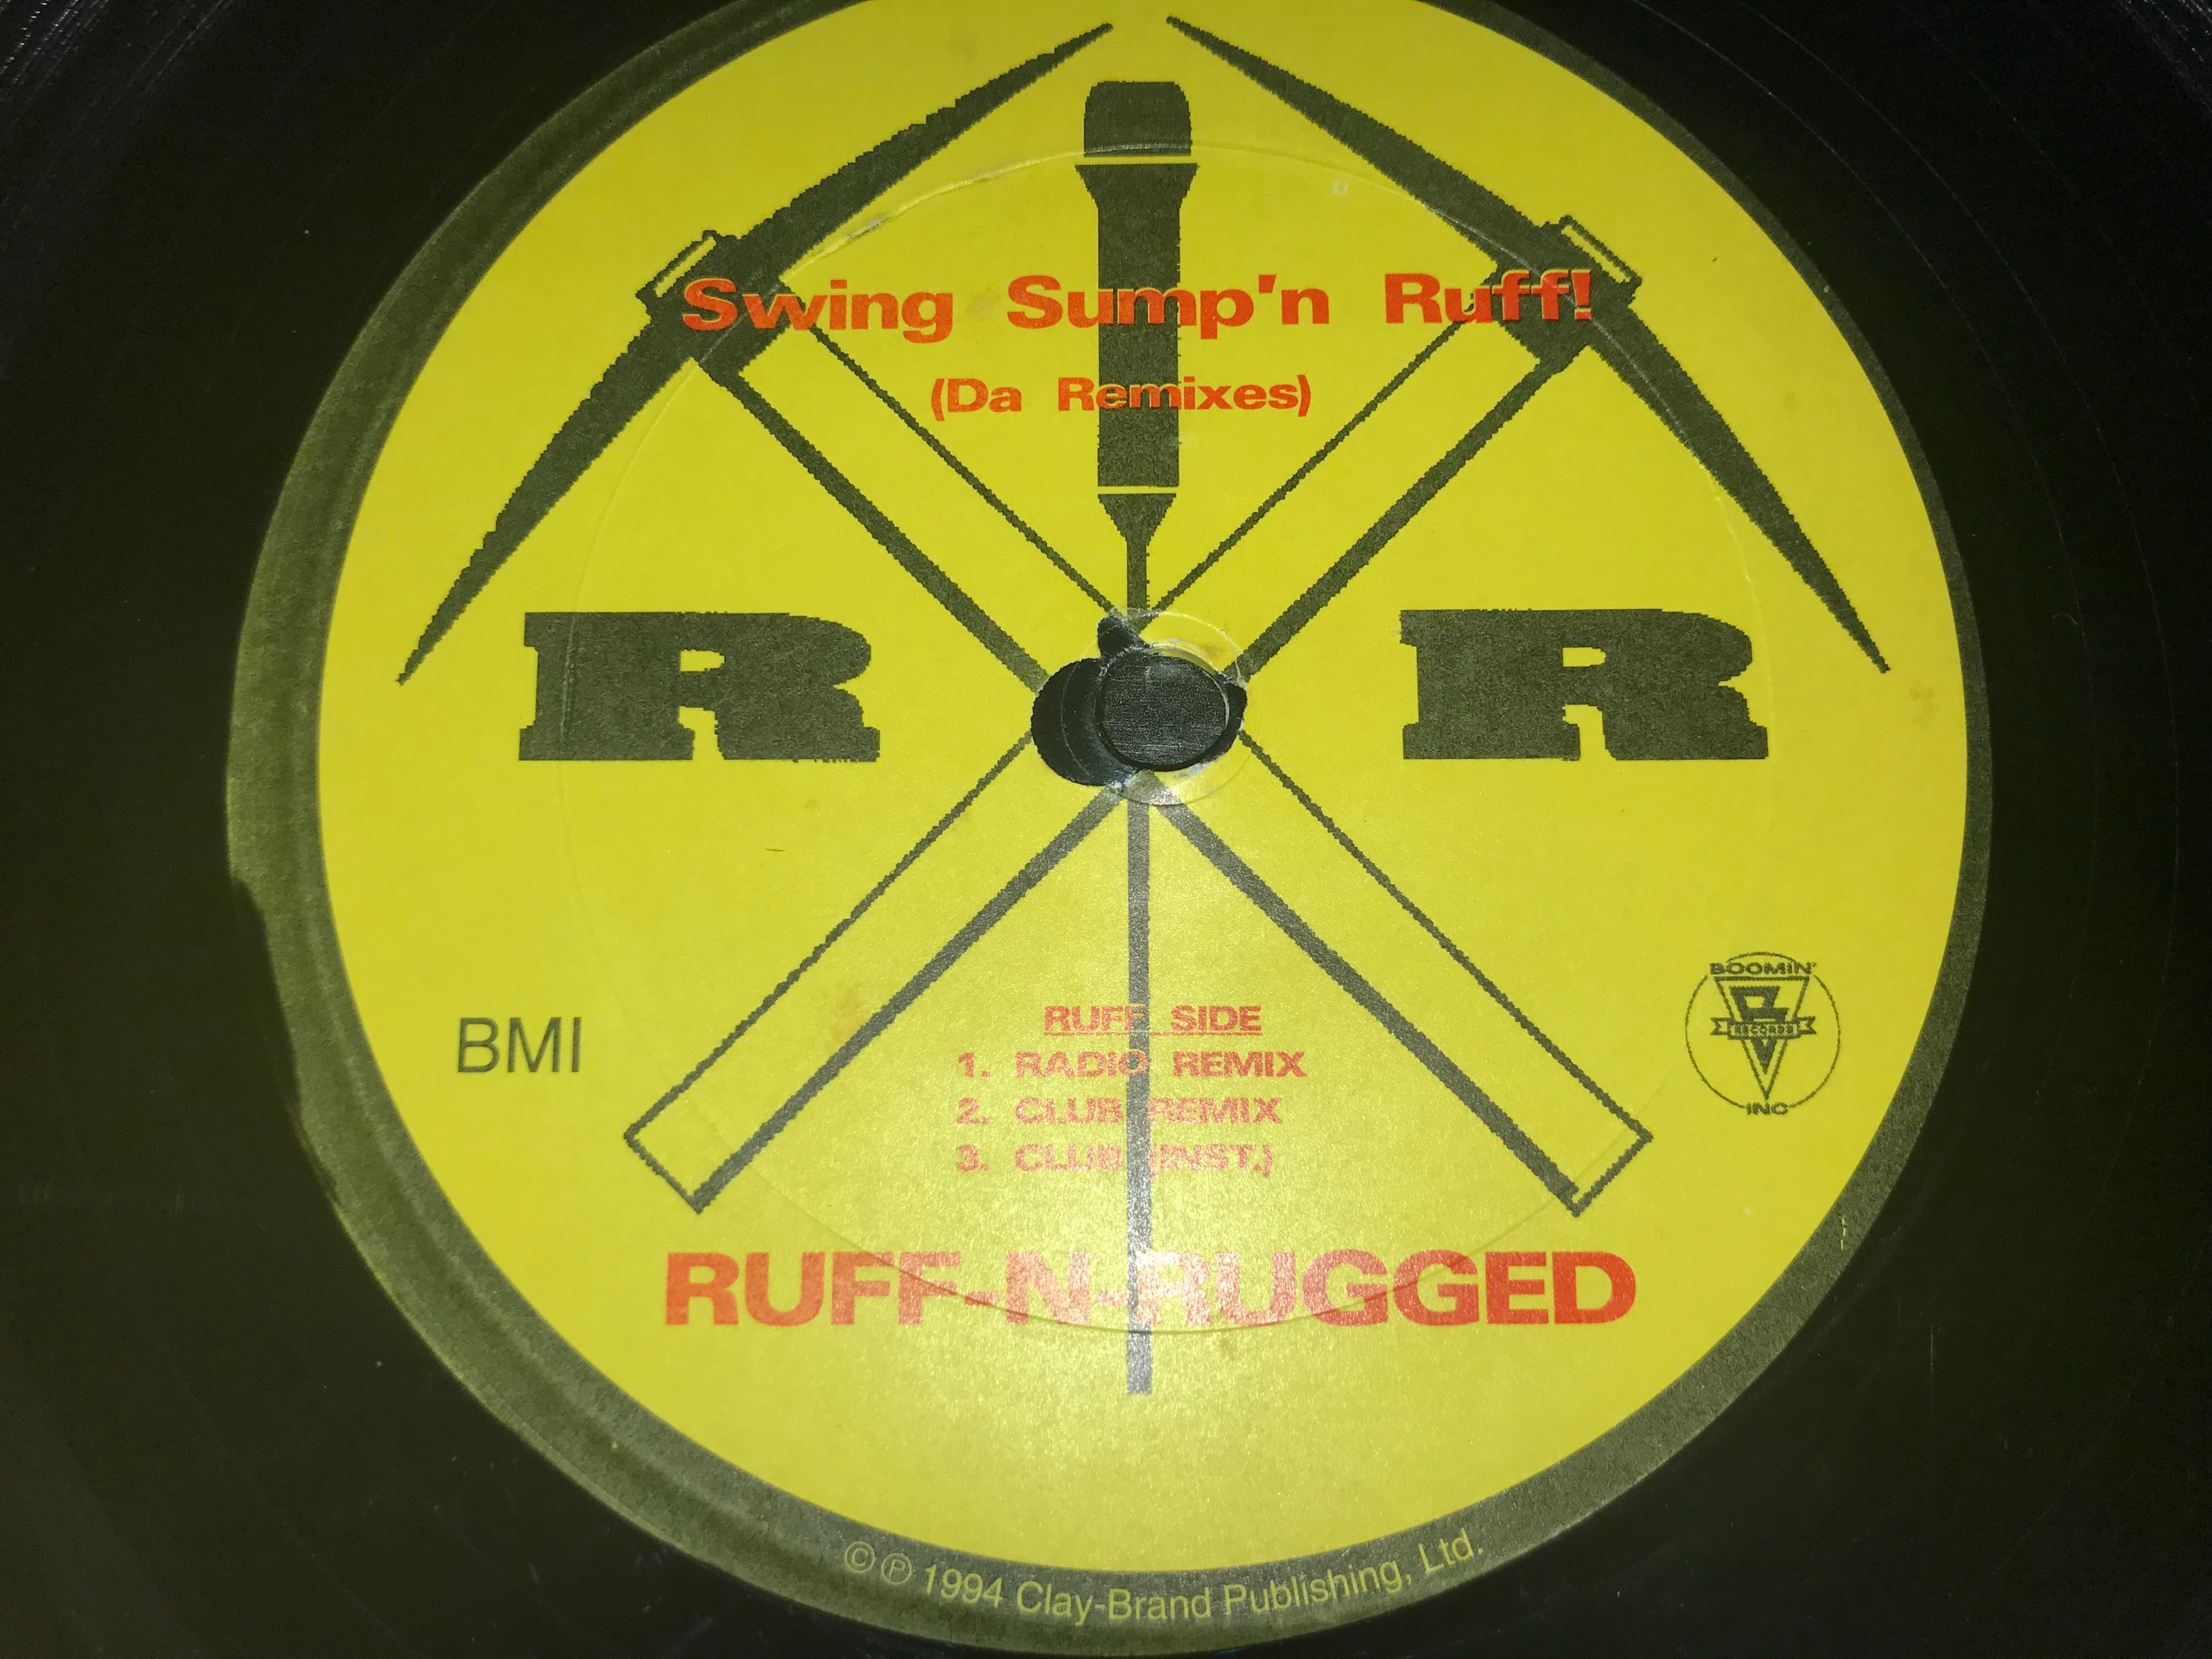 Swing Sump'n Ruff!
(Da Remixes)
R R
BOOMIN'
RECORDS
INC
BMI
RUFF SIDE
1. RADIO REMIX
2. CLUB REMIX
3. CLUB (INST.)
RUFF-N-RUGGED
©℗ 1994 Clay-Brand Publishing, Ltd.